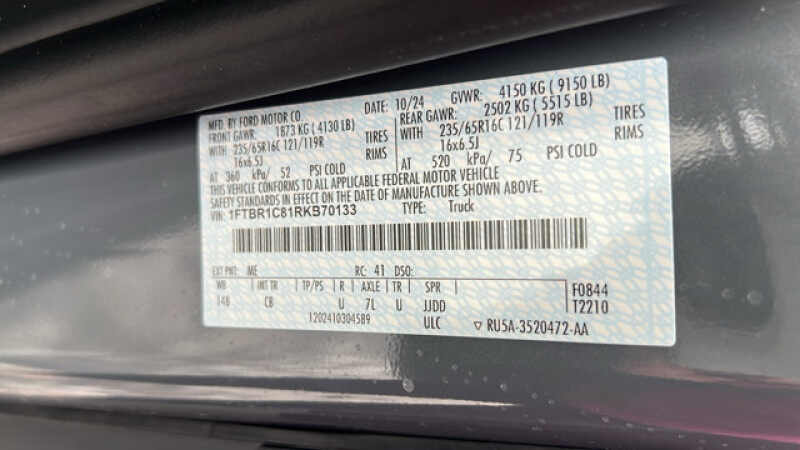 MFD. BY FORD MOTOR CO. DATE: 10/24 GVWR: 4150 KG ( 9150 LB)
FRONT GAWR: 1873 KG ( 4130 LB) REAR GAWR: 2502 KG ( 5515 LB)
WITH 235/65R16C 121/119R TIRES WITH 235/65R16C 121/119R TIRES
16x6.5J RIMS 16x6.5J RIMS
AT 360 kPa/ 52 PSI COLD AT 520 kPa/ 75 PSI COLD
THIS VEHICLE CONFORMS TO ALL APPLICABLE FEDERAL MOTOR VEHICLE
SAFETY STANDARDS IN EFFECT ON THE DATE OF MANUFACTURE SHOWN ABOVE.
VIN: 1FTBR1C81RKB70133 TYPE: Truck
EXT PNT: ME RC: 41 DSO:
WB INT TR TP/PS R AXLE TR SPR F0844
148 CB U 7L U JJDD T2210
1202410304589 ULC ▽ RU5A-3520472-AA